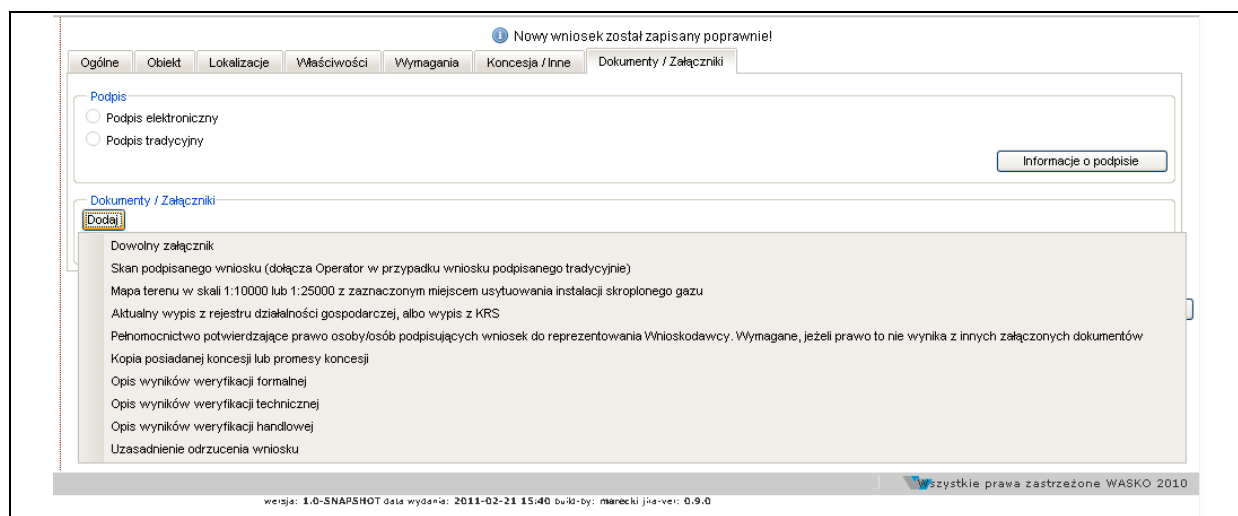 Nowy wniosek został zapisany poprawnie!
Ogólne Obiekt Lokalizacje Właściwości Wymagania Koncesja / Inne Dokumenty / Załączniki
Podpis
Podpis elektroniczny
Podpis tradycyjny
Informacje o podpisie
Dokumenty / Załączniki
Dodaj
Dowolny załącznik
Skan podpisanego wniosku (dołącza Operator w przypadku wniosku podpisanego tradycyjnie)
Mapa terenu w skali 1:10000 lub 1:25000 z zaznaczonym miejscem usytuowania instalacji skroplonego gazu
Aktualny wypis z rejestru działalności gospodarczej, albo wypis z KRS
Pełnomocnictwo potwierdzające prawo osoby/osób podpisujących wniosek do reprezentowania Wnioskodawcy. Wymagane, jeżeli prawo to nie wynika z innych załączonych dokumentów
Kopia posiadanej koncesji lub promesy koncesji
Opis wyników weryfikacji formalnej
Opis wyników weryfikacji technicznej
Opis wyników weryfikacji handlowej
Uzasadnienie odrzucenia wniosku
Wszystkie prawa zastrzeżone WASKO 2010
wersja: 1.0-SNAPSHOT data wydania: 2011-02-21 15:40 build-by: marecki jira-ver: 0.9.0